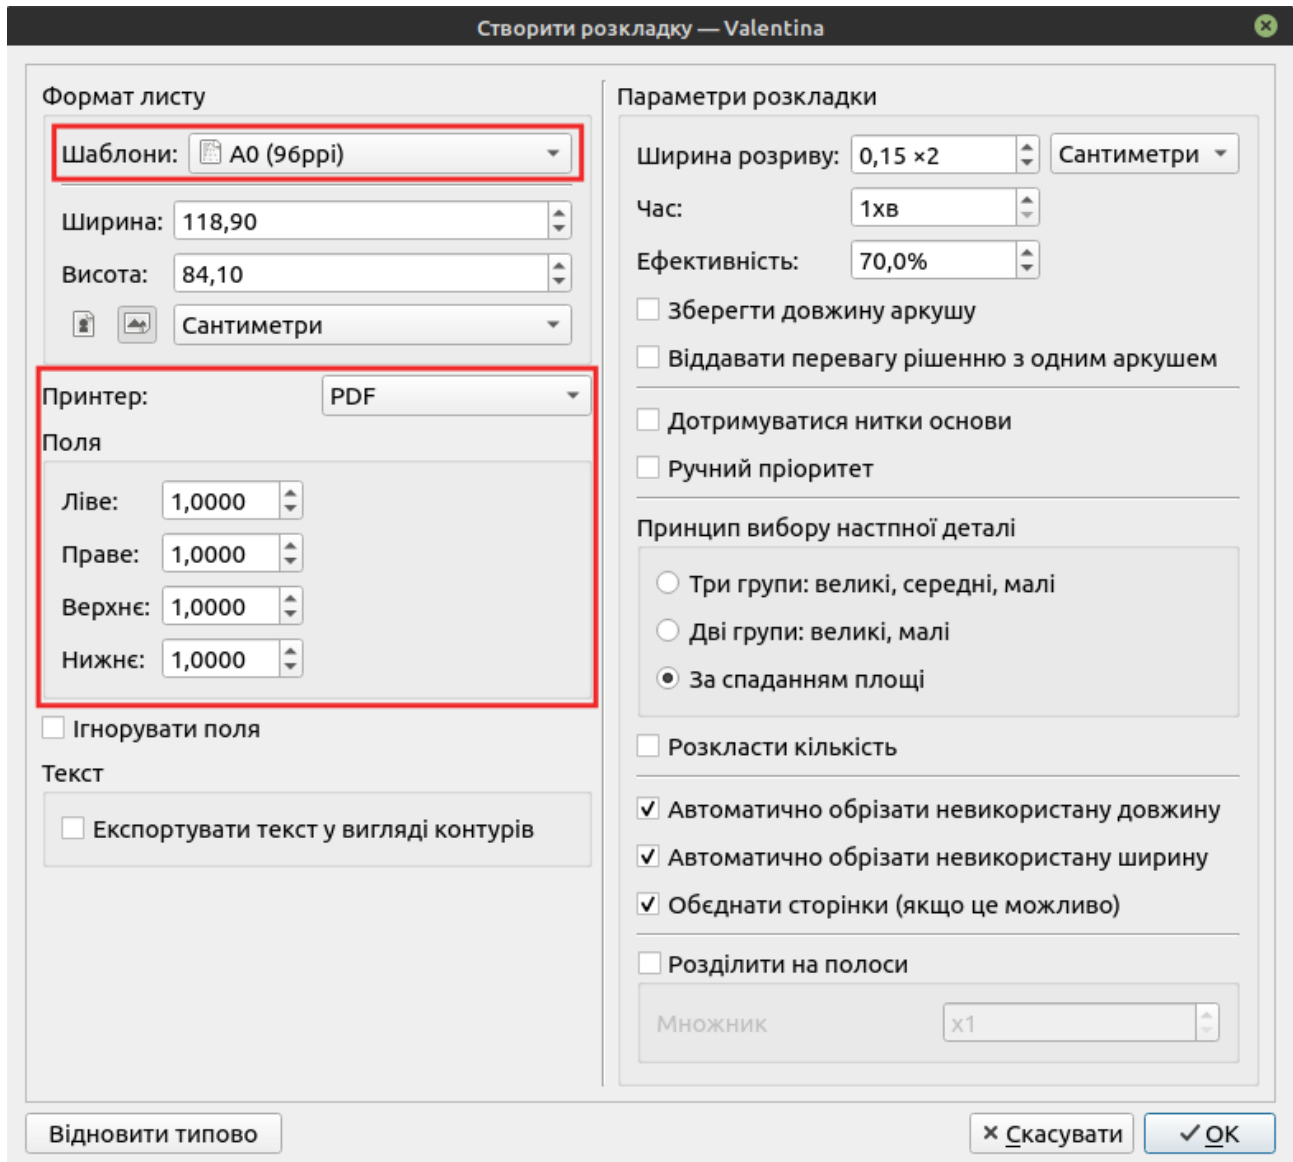 Створити розкладку — Valentina
Формат листу
Шаблони: A0 (96ppi)
Ширина: 118,90
Висота: 84,10
Сантиметри
Принтер: PDF
Поля
Ліве: 1,0000
Праве: 1,0000
Верхнє: 1,0000
Нижнє: 1,0000
Ігнорувати поля
Текст
Експортувати текст у вигляді контурів
Параметри розкладки
Ширина розриву: 0,15 ×2 Сантиметри
Час: 1хв
Ефективність: 70,0%
Зберегти довжину аркушу
Віддавати перевагу рішенню з одним аркушем
Дотримуватися нитки основи
Ручний пріоритет
Принцип вибору настпної деталі
Три групи: великі, середні, малі
Дві групи: великі, малі
За спаданням площі
Розкласти кількість
Автоматично обрізати невикористану довжину
Автоматично обрізати невикористану ширину
Обєднати сторінки (якщо це можливо)
Розділити на полоси
Множник x1
Відновити типово
Скасувати
OK